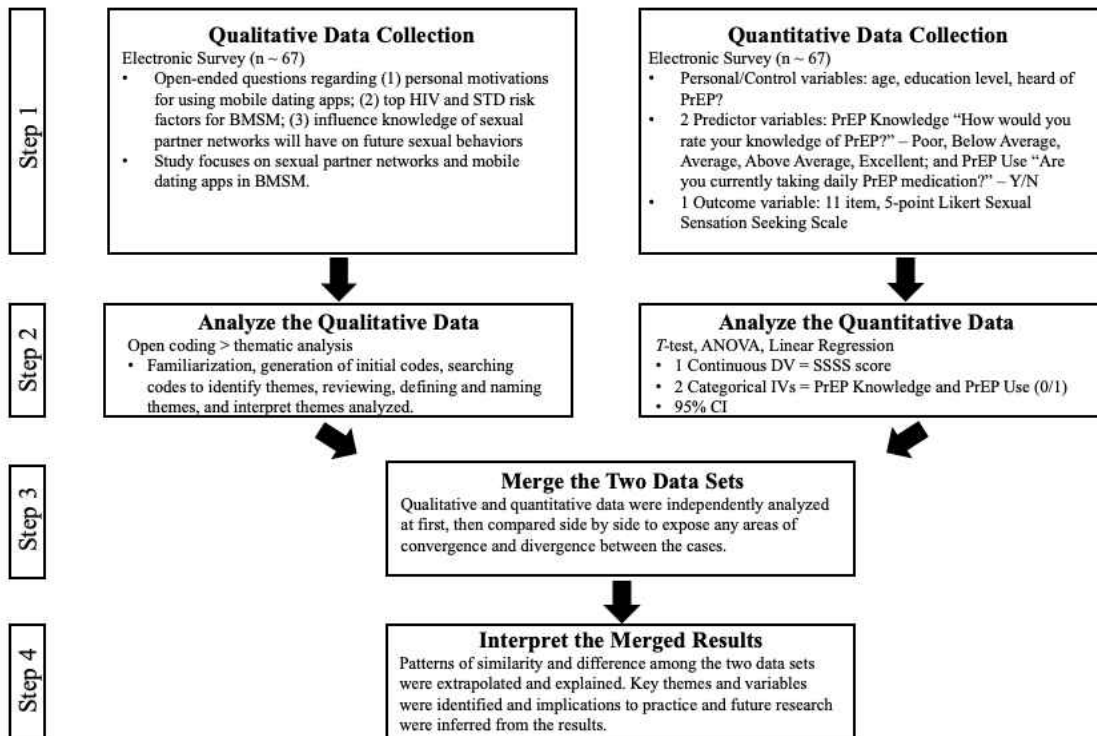 Step 1
Qualitative Data Collection
Electronic Survey (n ~ 67)
• Open-ended questions regarding (1) personal motivations
for using mobile dating apps; (2) top HIV and STD risk
factors for BMSM; (3) influence knowledge of sexual
partner networks will have on future sexual behaviors
• Study focuses on sexual partner networks and mobile
dating apps in BMSM.
Quantitative Data Collection
Electronic Survey (n ~ 67)
• Personal/Control variables: age, education level, heard of
PrEP?
• 2 Predictor variables: PrEP Knowledge “How would you
rate your knowledge of PrEP?” – Poor, Below Average,
Average, Above Average, Excellent; and PrEP Use “Are
you currently taking daily PrEP medication?” – Y/N
• 1 Outcome variable: 11 item, 5-point Likert Sexual
Sensation Seeking Scale
Step 2
Analyze the Qualitative Data
Open coding > thematic analysis
• Familiarization, generation of initial codes, searching
codes to identify themes, reviewing, defining and naming
themes, and interpret themes analyzed.
Analyze the Quantitative Data
T-test, ANOVA, Linear Regression
• 1 Continuous DV = SSSS score
• 2 Categorical IVs = PrEP Knowledge and PrEP Use (0/1)
• 95% CI
Step 3
Merge the Two Data Sets
Qualitative and quantitative data were independently analyzed
at first, then compared side by side to expose any areas of
convergence and divergence between the cases.
Step 4
Interpret the Merged Results
Patterns of similarity and difference among the two data sets
were extrapolated and explained. Key themes and variables
were identified and implications to practice and future research
were inferred from the results.